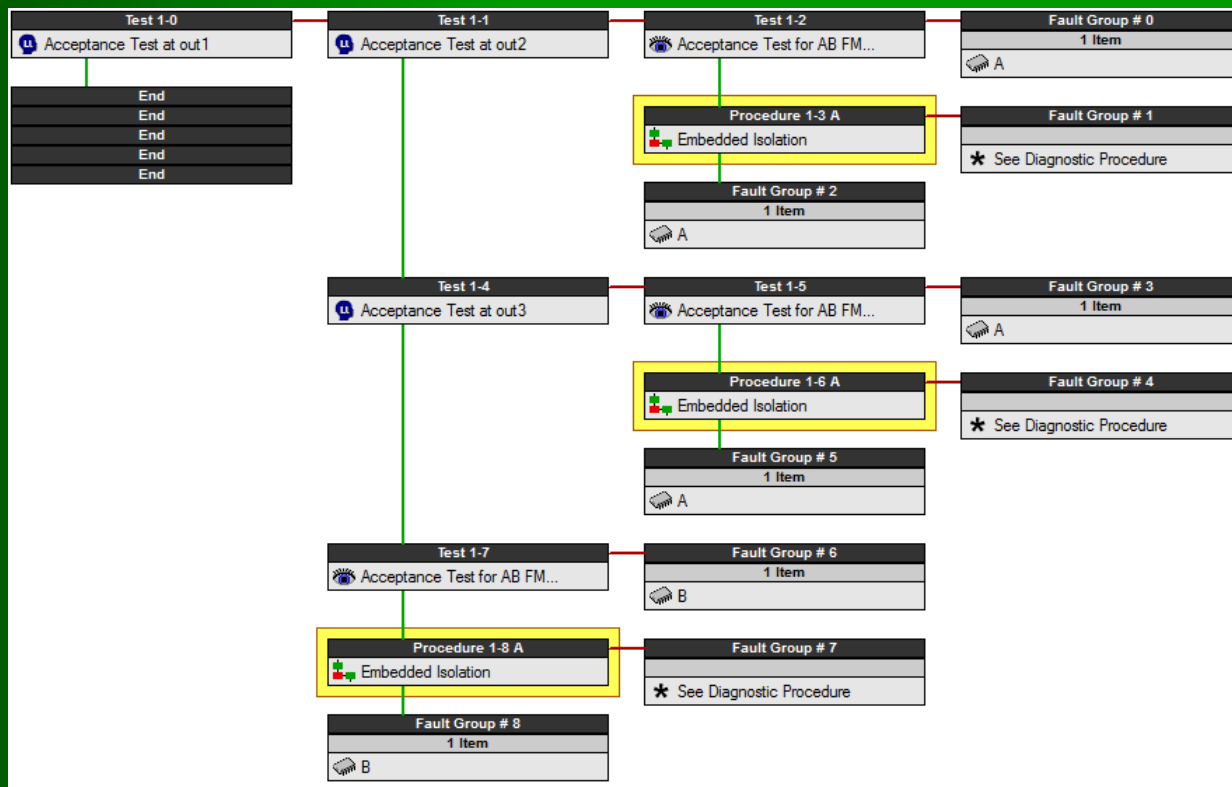 Test 1-0
Acceptance Test at out1
End
End
End
End
End
Test 1-1
Acceptance Test at out2
Test 1-2
Acceptance Test for AB FM...
Fault Group # 0
1 Item
A
Procedure 1-3 A
Embedded Isolation
Fault Group # 1
* See Diagnostic Procedure
Fault Group # 2
1 Item
A
Test 1-4
Acceptance Test at out3
Test 1-5
Acceptance Test for AB FM...
Fault Group # 3
1 Item
A
Procedure 1-6 A
Embedded Isolation
Fault Group # 4
* See Diagnostic Procedure
Fault Group # 5
1 Item
A
Test 1-7
Acceptance Test for AB FM...
Fault Group # 6
1 Item
B
Procedure 1-8 A
Embedded Isolation
Fault Group # 7
* See Diagnostic Procedure
Fault Group # 8
1 Item
B